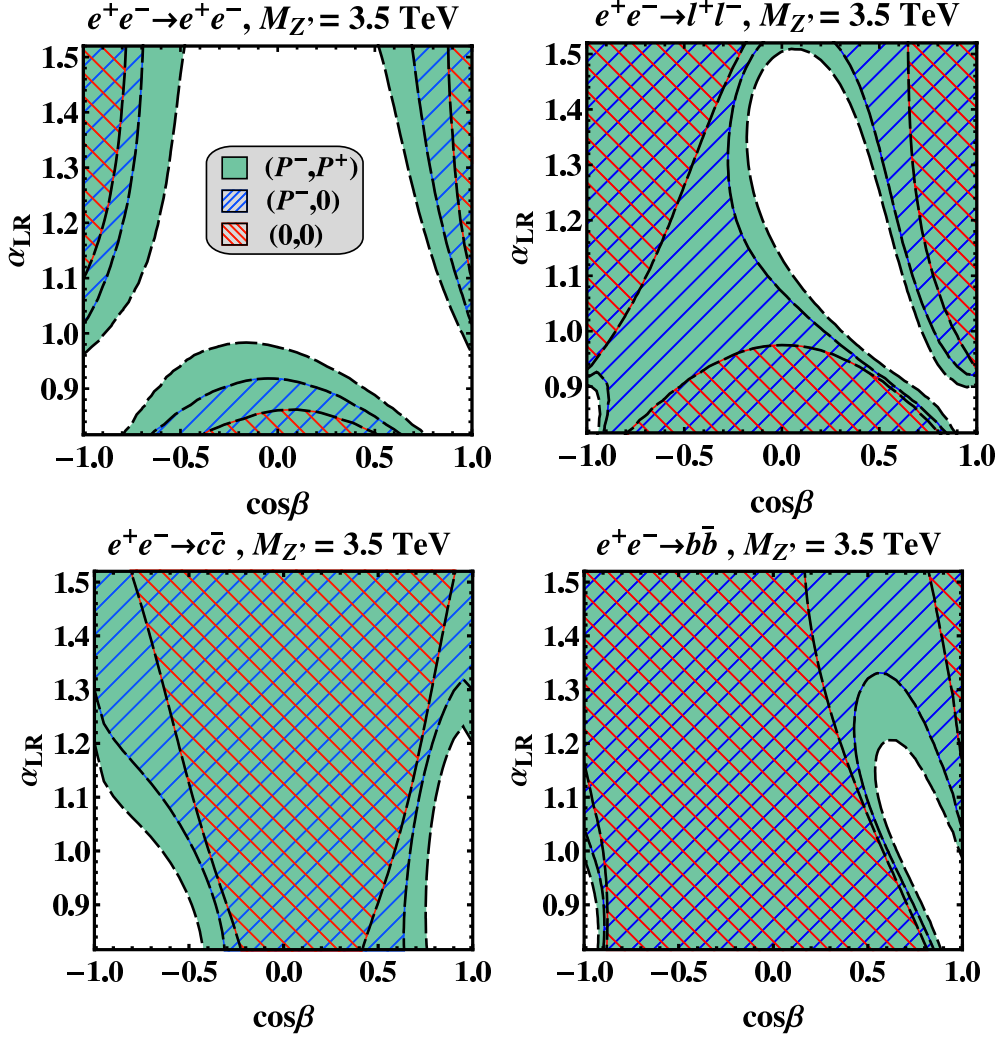 e⁺e⁻→e⁺e⁻, M_Z' = 3.5 TeV
e⁺e⁻→l⁺l⁻, M_Z' = 3.5 TeV
α_LR
1.5
1.4
1.3
1.2
1.1
1.0
0.9
(P⁻,P⁺)
(P⁻,0)
(0,0)
−1.0 −0.5 0.0 0.5 1.0
cosβ
α_LR
1.5
1.4
1.3
1.2
1.1
1.0
0.9
−1.0 −0.5 0.0 0.5 1.0
cosβ
e⁺e⁻→cc̄ , M_Z' = 3.5 TeV
e⁺e⁻→bb̄ , M_Z' = 3.5 TeV
α_LR
1.5
1.4
1.3
1.2
1.1
1.0
0.9
−1.0 −0.5 0.0 0.5 1.0
cosβ
α_LR
1.5
1.4
1.3
1.2
1.1
1.0
0.9
−1.0 −0.5 0.0 0.5 1.0
cosβ